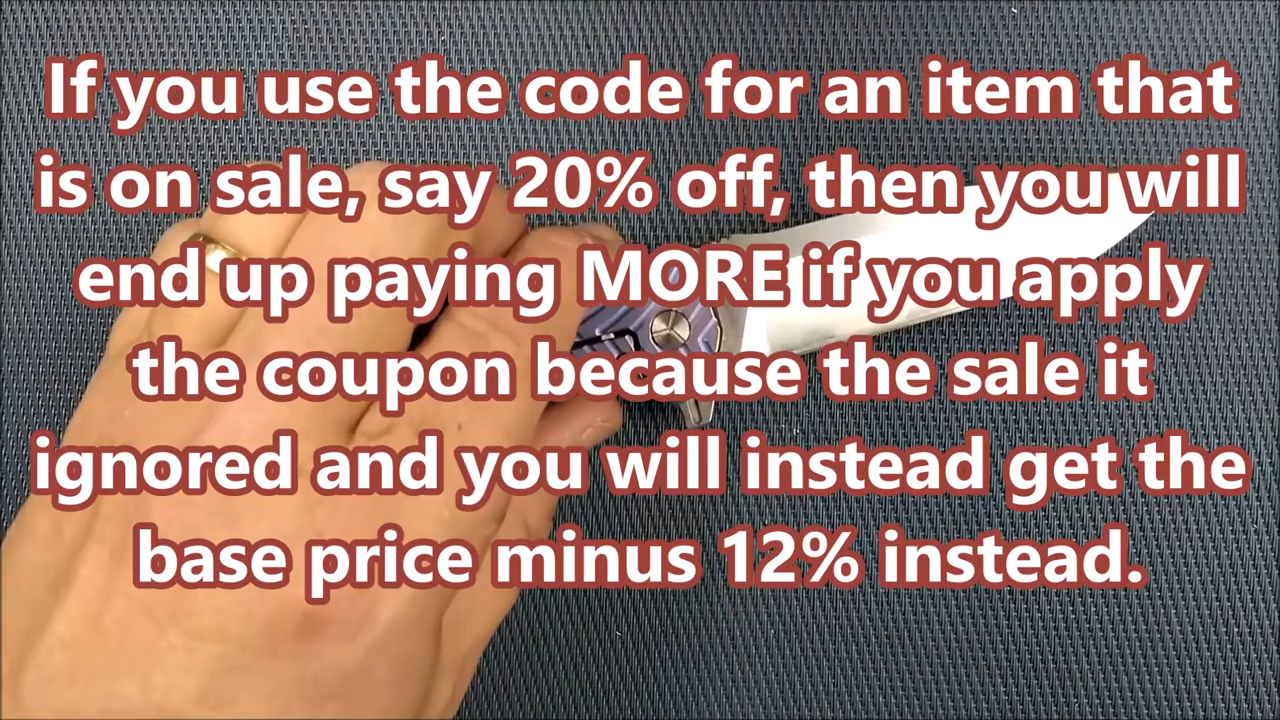 If you use the code for an item that
is on sale, say 20% off, then you will
end up paying MORE if you apply
the coupon because the sale it
ignored and you will instead get the
base price minus 12% instead.